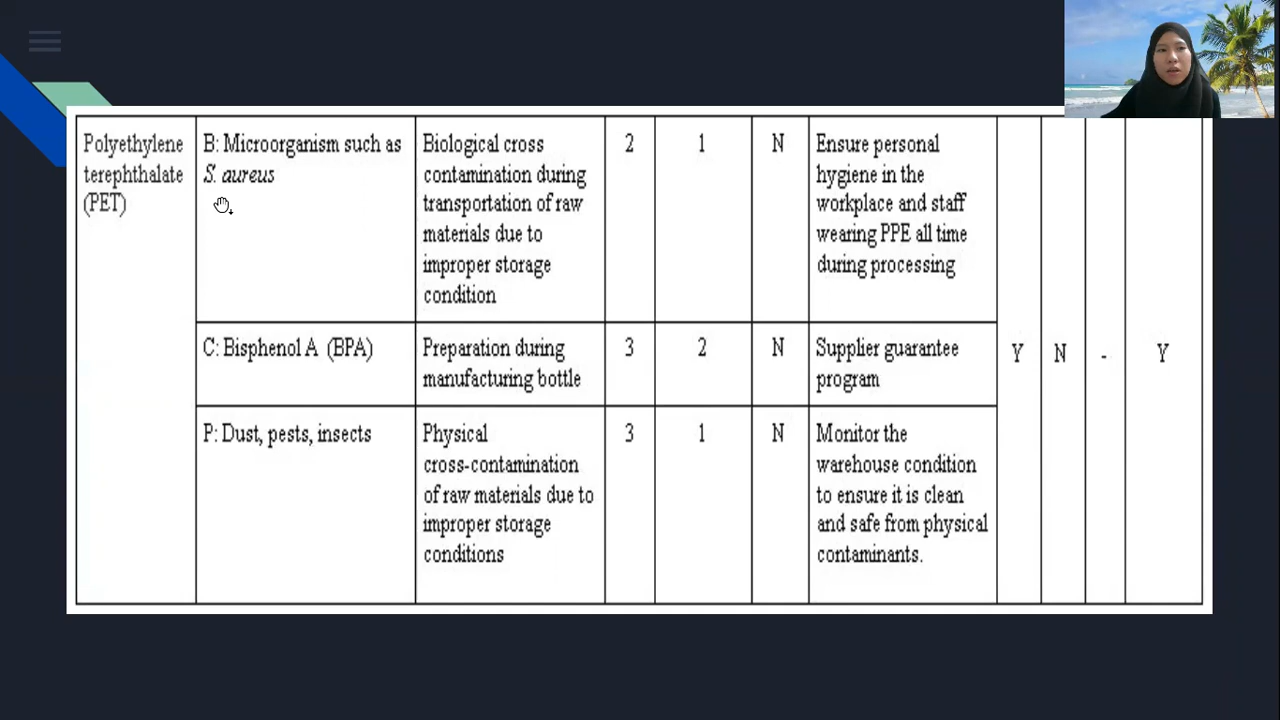 Polyethylene
terephthalate
(PET)
B: Microorganism such as
S. aureus
Biological cross
contamination during
transportation of raw
materials due to
improper storage
condition
2
1
N
Ensure personal
hygiene in the
workplace and staff
wearing PPE all time
during processing
C: Bisphenol A (BPA)
Preparation during
manufacturing bottle
3
2
N
Supplier guarantee
program
Y
N
-
Y
P: Dust, pests, insects
Physical
cross-contamination
of raw materials due to
improper storage
conditions
3
1
N
Monitor the
warehouse condition
to ensure it is clean
and safe from physical
contaminants.